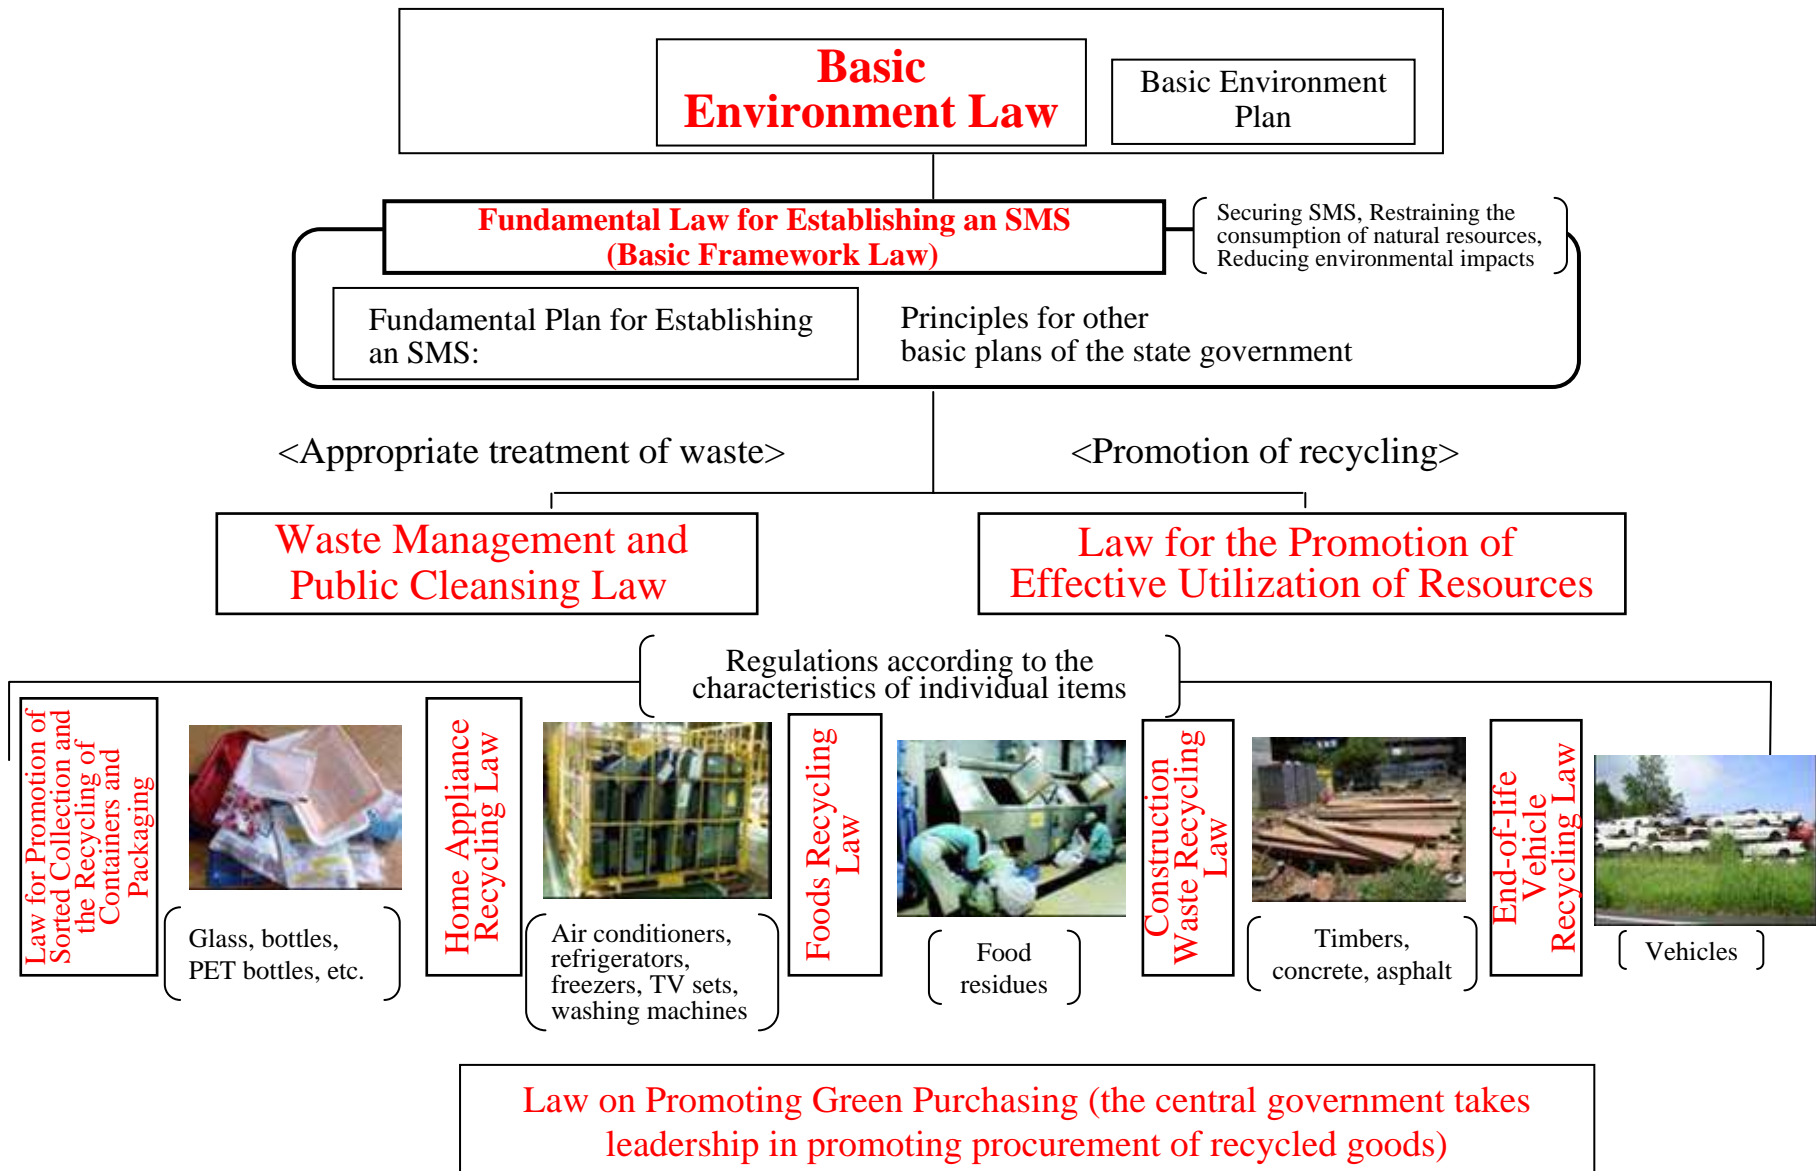 Basic
Environment Law
Basic Environment
Plan
Fundamental Law for Establishing an SMS
(Basic Framework Law)
Securing SMS, Restraining the
consumption of natural resources,
Reducing environmental impacts
Fundamental Plan for Establishing
an SMS:
Principles for other
basic plans of the state government
<Appropriate treatment of waste>
<Promotion of recycling>
Waste Management and
Public Cleansing Law
Law for the Promotion of
Effective Utilization of Resources
Regulations according to the
characteristics of individual items
Law for Promotion of
Sorted Collection and
the Recycling of
Containers and
Packaging
Glass, bottles,
PET bottles, etc.
Home Appliance
Recycling Law
Air conditioners,
refrigerators,
freezers, TV sets,
washing machines
Foods Recycling
Law
Food
residues
Construction
Waste Recycling
Law
Timbers,
concrete, asphalt
End-of-life
Vehicle
Recycling Law
Vehicles
Law on Promoting Green Purchasing (the central government takes
leadership in promoting procurement of recycled goods)